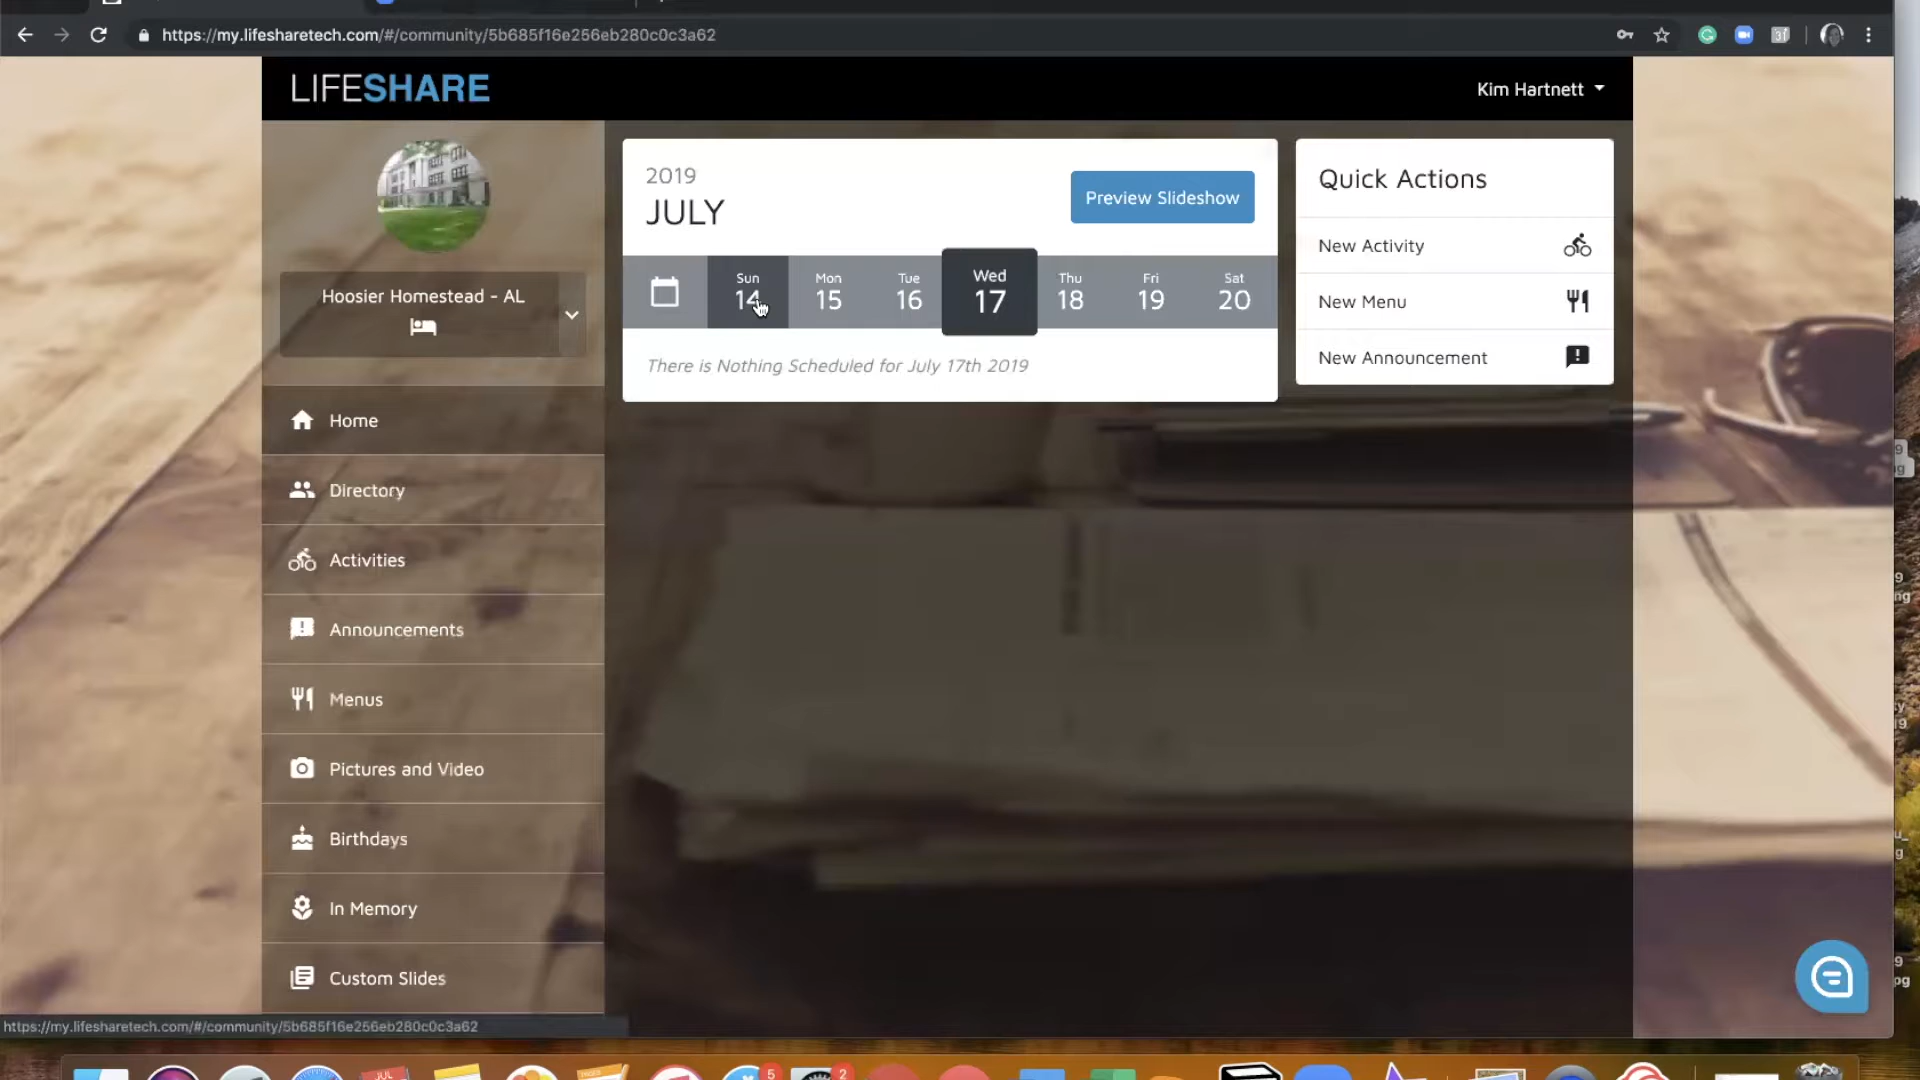 https://my.lifesharetech.com/#/community/5b685f16e256eb280c0c3a62
LIFESHARE
Kim Hartnett
Hoosier Homestead - AL
Home
Directory
Activities
Announcements
Menus
Pictures and Video
Birthdays
In Memory
Custom Slides
2019
JULY
Preview Slideshow
Sun
14
Mon
15
Tue
16
Wed
17
Thu
18
Fri
19
Sat
20
There is Nothing Scheduled for July 17th 2019
Quick Actions
New Activity
New Menu
New Announcement
https://my.lifesharetech.com/#/community/5b685f16e256eb280c0c3a62
JUL
5
2